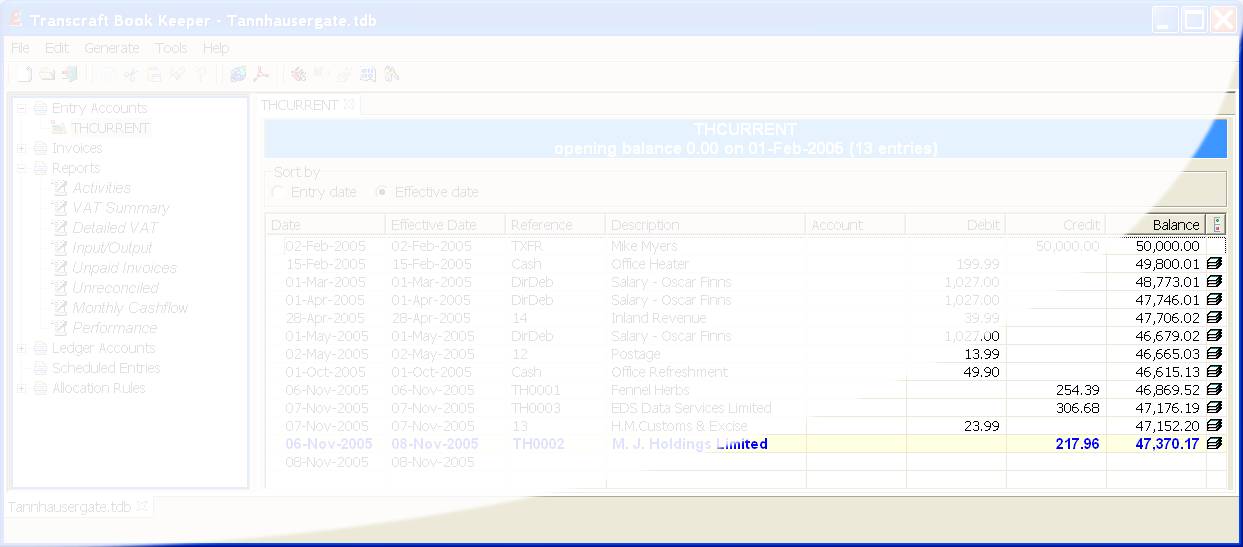 Transcraft Book Keeper - Tannhausergate.tdb
File Edit Generate Tools Help
Entry Accounts
THCURRENT
Invoices
Reports
Activities
VAT Summary
Detailed VAT
Input/Output
Unpaid Invoices
Unreconciled
Monthly Cashflow
Performance
Ledger Accounts
Scheduled Entries
Allocation Rules
THCURRENT
THCURRENT
opening balance 0.00 on 01-Feb-2005 (13 entries)
Sort by
Entry date Effective date
Date Effective Date Reference Description Account Debit Credit Balance
02-Feb-2005 02-Feb-2005 TXFR Mike Myers 50,000.00 50,000.00
15-Feb-2005 15-Feb-2005 Cash Office Heater 199.99 49,800.01
01-Mar-2005 01-Mar-2005 DirDeb Salary - Oscar Finns 1,027.00 48,773.01
01-Apr-2005 01-Apr-2005 DirDeb Salary - Oscar Finns 1,027.00 47,746.01
28-Apr-2005 28-Apr-2005 14 Inland Revenue 39.99 47,706.02
01-May-2005 01-May-2005 DirDeb Salary - Oscar Finns 1,027.00 46,679.02
02-May-2005 02-May-2005 12 Postage 13.99 46,665.03
01-Oct-2005 01-Oct-2005 Cash Office Refreshment 49.90 46,615.13
06-Nov-2005 06-Nov-2005 TH0001 Fennel Herbs 254.39 46,869.52
07-Nov-2005 07-Nov-2005 TH0003 EDS Data Services Limited 306.68 47,176.19
07-Nov-2005 07-Nov-2005 13 H.M.Customs & Excise 23.99 47,152.20
06-Nov-2005 08-Nov-2005 TH0002 M. J. Holdings Limited 217.96 47,370.17
08-Nov-2005 08-Nov-2005
Tannhausergate.tdb